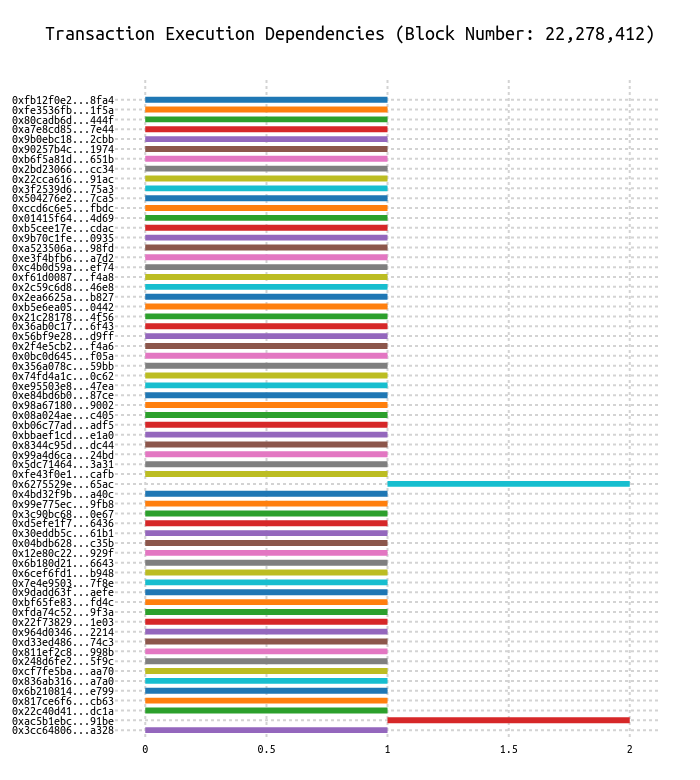 Transaction Execution Dependencies (Block Number: 22,278,412)
0xfb12f0e2...8fa4
0xfe3536fb...1f5a
0x80cadb6d...444f
0xa7e8cd85...7e44
0x9b0ebc18...2cbb
0x90257b4c...1974
0xb6f5a81d...651b
0x2bd23066...cc34
0x22cca616...91ac
0x3f2539d6...75a3
0x504276e2...7ca5
0xccd6c6e5...fbdc
0x01415f64...4d69
0xb5cee17e...cdac
0x9b70c1fe...0935
0xa523506a...98fd
0xe3f4bfb6...a7d2
0xc4b0d59a...ef74
0xf61d0087...f4a8
0x2c59c6d8...46e8
0x2ea6625a...b827
0xb5e6ea05...0442
0x21c28178...4f56
0x36ab0c17...6f43
0x56bf9e28...d9ff
0x2f4e5cb2...f4a6
0x0bc0d645...f05a
0x356a078c...59bb
0x74fd4a1c...0c62
0xe95503e8...47ea
0xe84bd6b0...87ce
0x98a67180...9002
0x08a024ae...c405
0xb06c77ad...adf5
0xbbaef1cd...e1a0
0x8344c95d...dc44
0x99a4d6ca...24bd
0x5dc71464...3a31
0xfe43f0e1...cafb
0x6275529e...65ac
0x4bd32f9b...a40c
0x99e775ec...9fb8
0x3c90bc68...0e67
0xd5efe1f7...6436
0x30eddb5c...61b1
0x04bdb628...c35b
0x12e80c22...929f
0x6b180d21...6643
0x6cef6fd1...b948
0x7e4e9503...7f8e
0x9dadd63f...aefe
0xbf65fe83...fd4c
0xfda74c52...9f3a
0x22f73829...1e03
0x964d0346...2214
0xd33ed486...74c3
0x811ef2c8...998b
0x248d6fe2...5f9c
0xcf7fe5ba...aa70
0x836ab316...a7a0
0x6b210814...e799
0x817ce6f6...cb63
0x22c40d41...dc1a
0xac5b1ebc...91be
0x3cc64806...a328
0 0.5 1 1.5 2